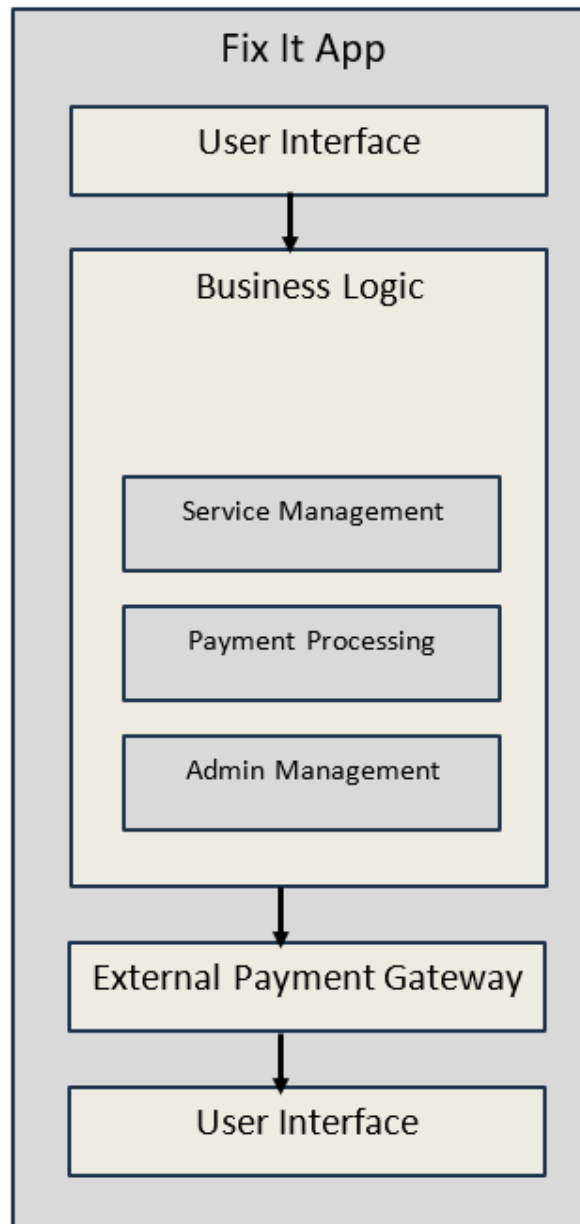 Fix It App
User Interface
Business Logic
Service Management
Payment Processing
Admin Management
External Payment Gateway
User Interface